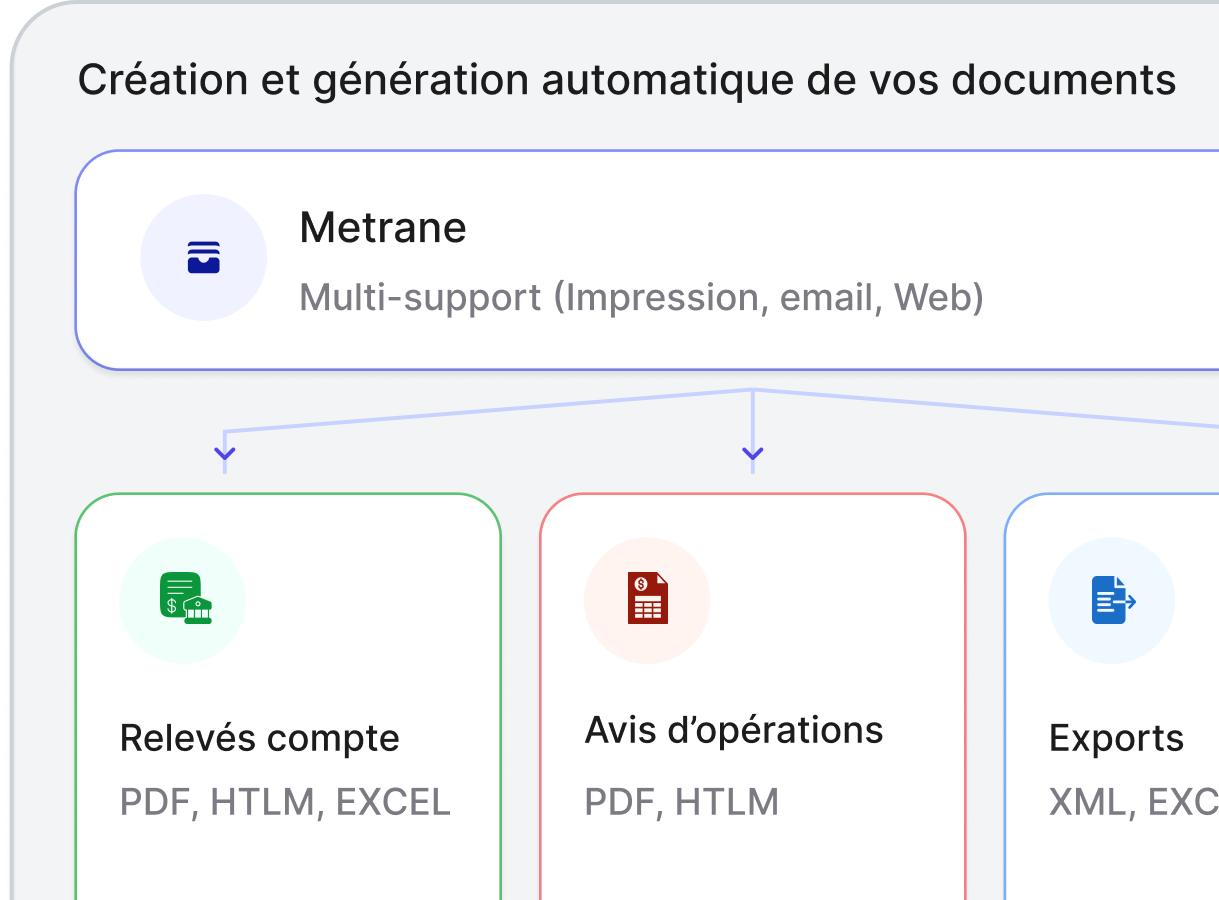 Création et génération automatique de vos documents
Metrane
Multi-support (Impression, email, Web)
Relevés compte
PDF, HTLM, EXCEL
Avis d’opérations
PDF, HTLM
Exports
XML, EXC